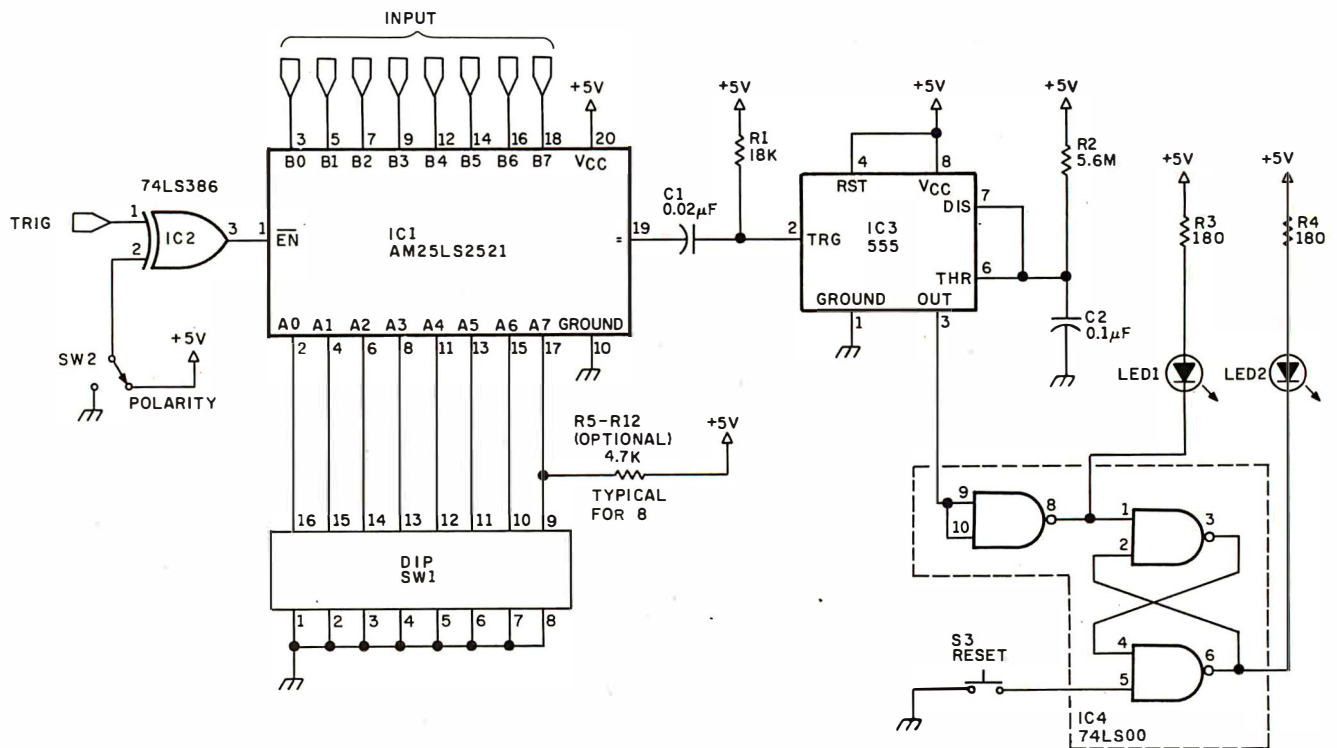 INPUT
+5V
3 5 7 9 12 14 16 18 20
B0 B1 B2 B3 B4 B5 B6 B7 VCC
74LS386
TRIG
1
2
IC2
3
1
EN
IC1
AM25LS2521
=
19
A0 A1 A2 A3 A4 A5 A6 A7 GROUND
2 4 6 8 11 13 15 17 10
SW2
+5V
POLARITY
C1
0.02μF
+5V
R1
18K
+5V
4 8
RST VCC
2
TRG
IC3
555
DIS
7
THR
6
GROUND OUT
1 3
+5V
R2
5.6M
C2
0.1μF
+5V
R3
180
+5V
R4
180
LED1
LED2
R5-R12
(OPTIONAL)
4.7K
+5V
TYPICAL
FOR 8
16 15 14 13 12 11 10 9
DIP
SW1
1 2 3 4 5 6 7 8
9
10
8
1
2
3
4
5
6
S3
RESET
IC4
74LS00